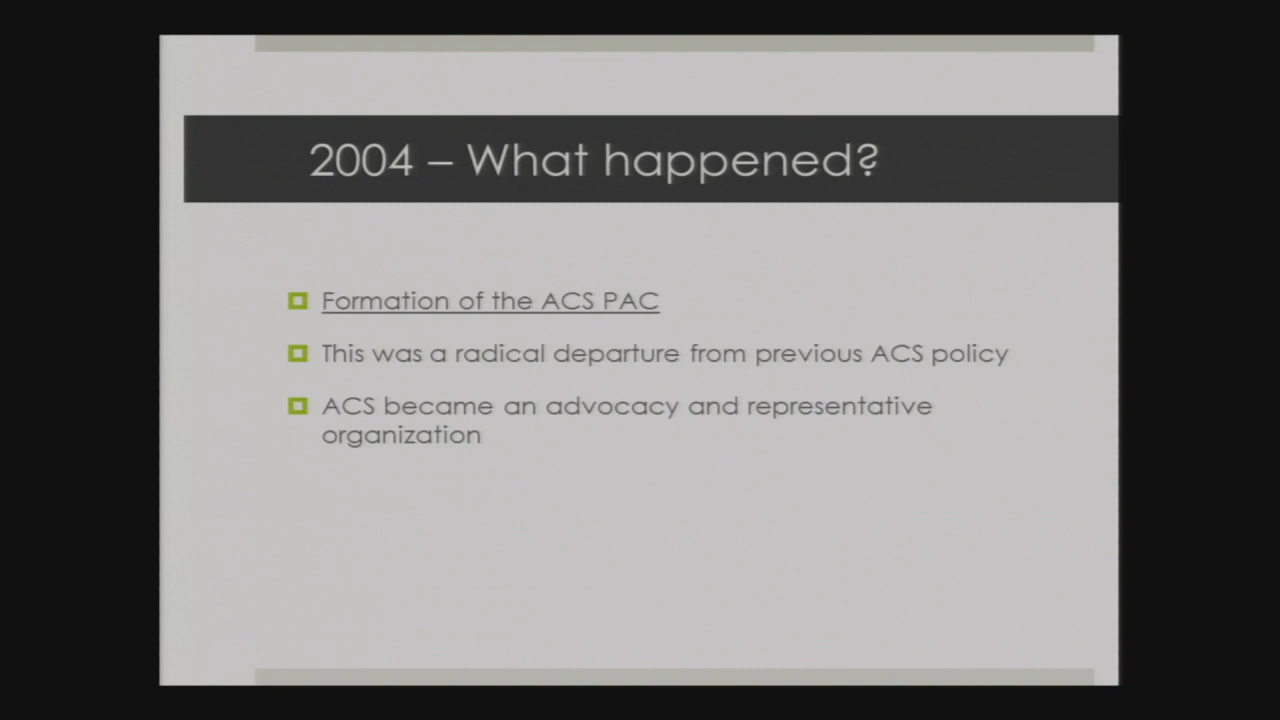 2004 – What happened?
Formation of the ACS PAC
This was a radical departure from previous ACS policy
ACS became an advocacy and representative
organization